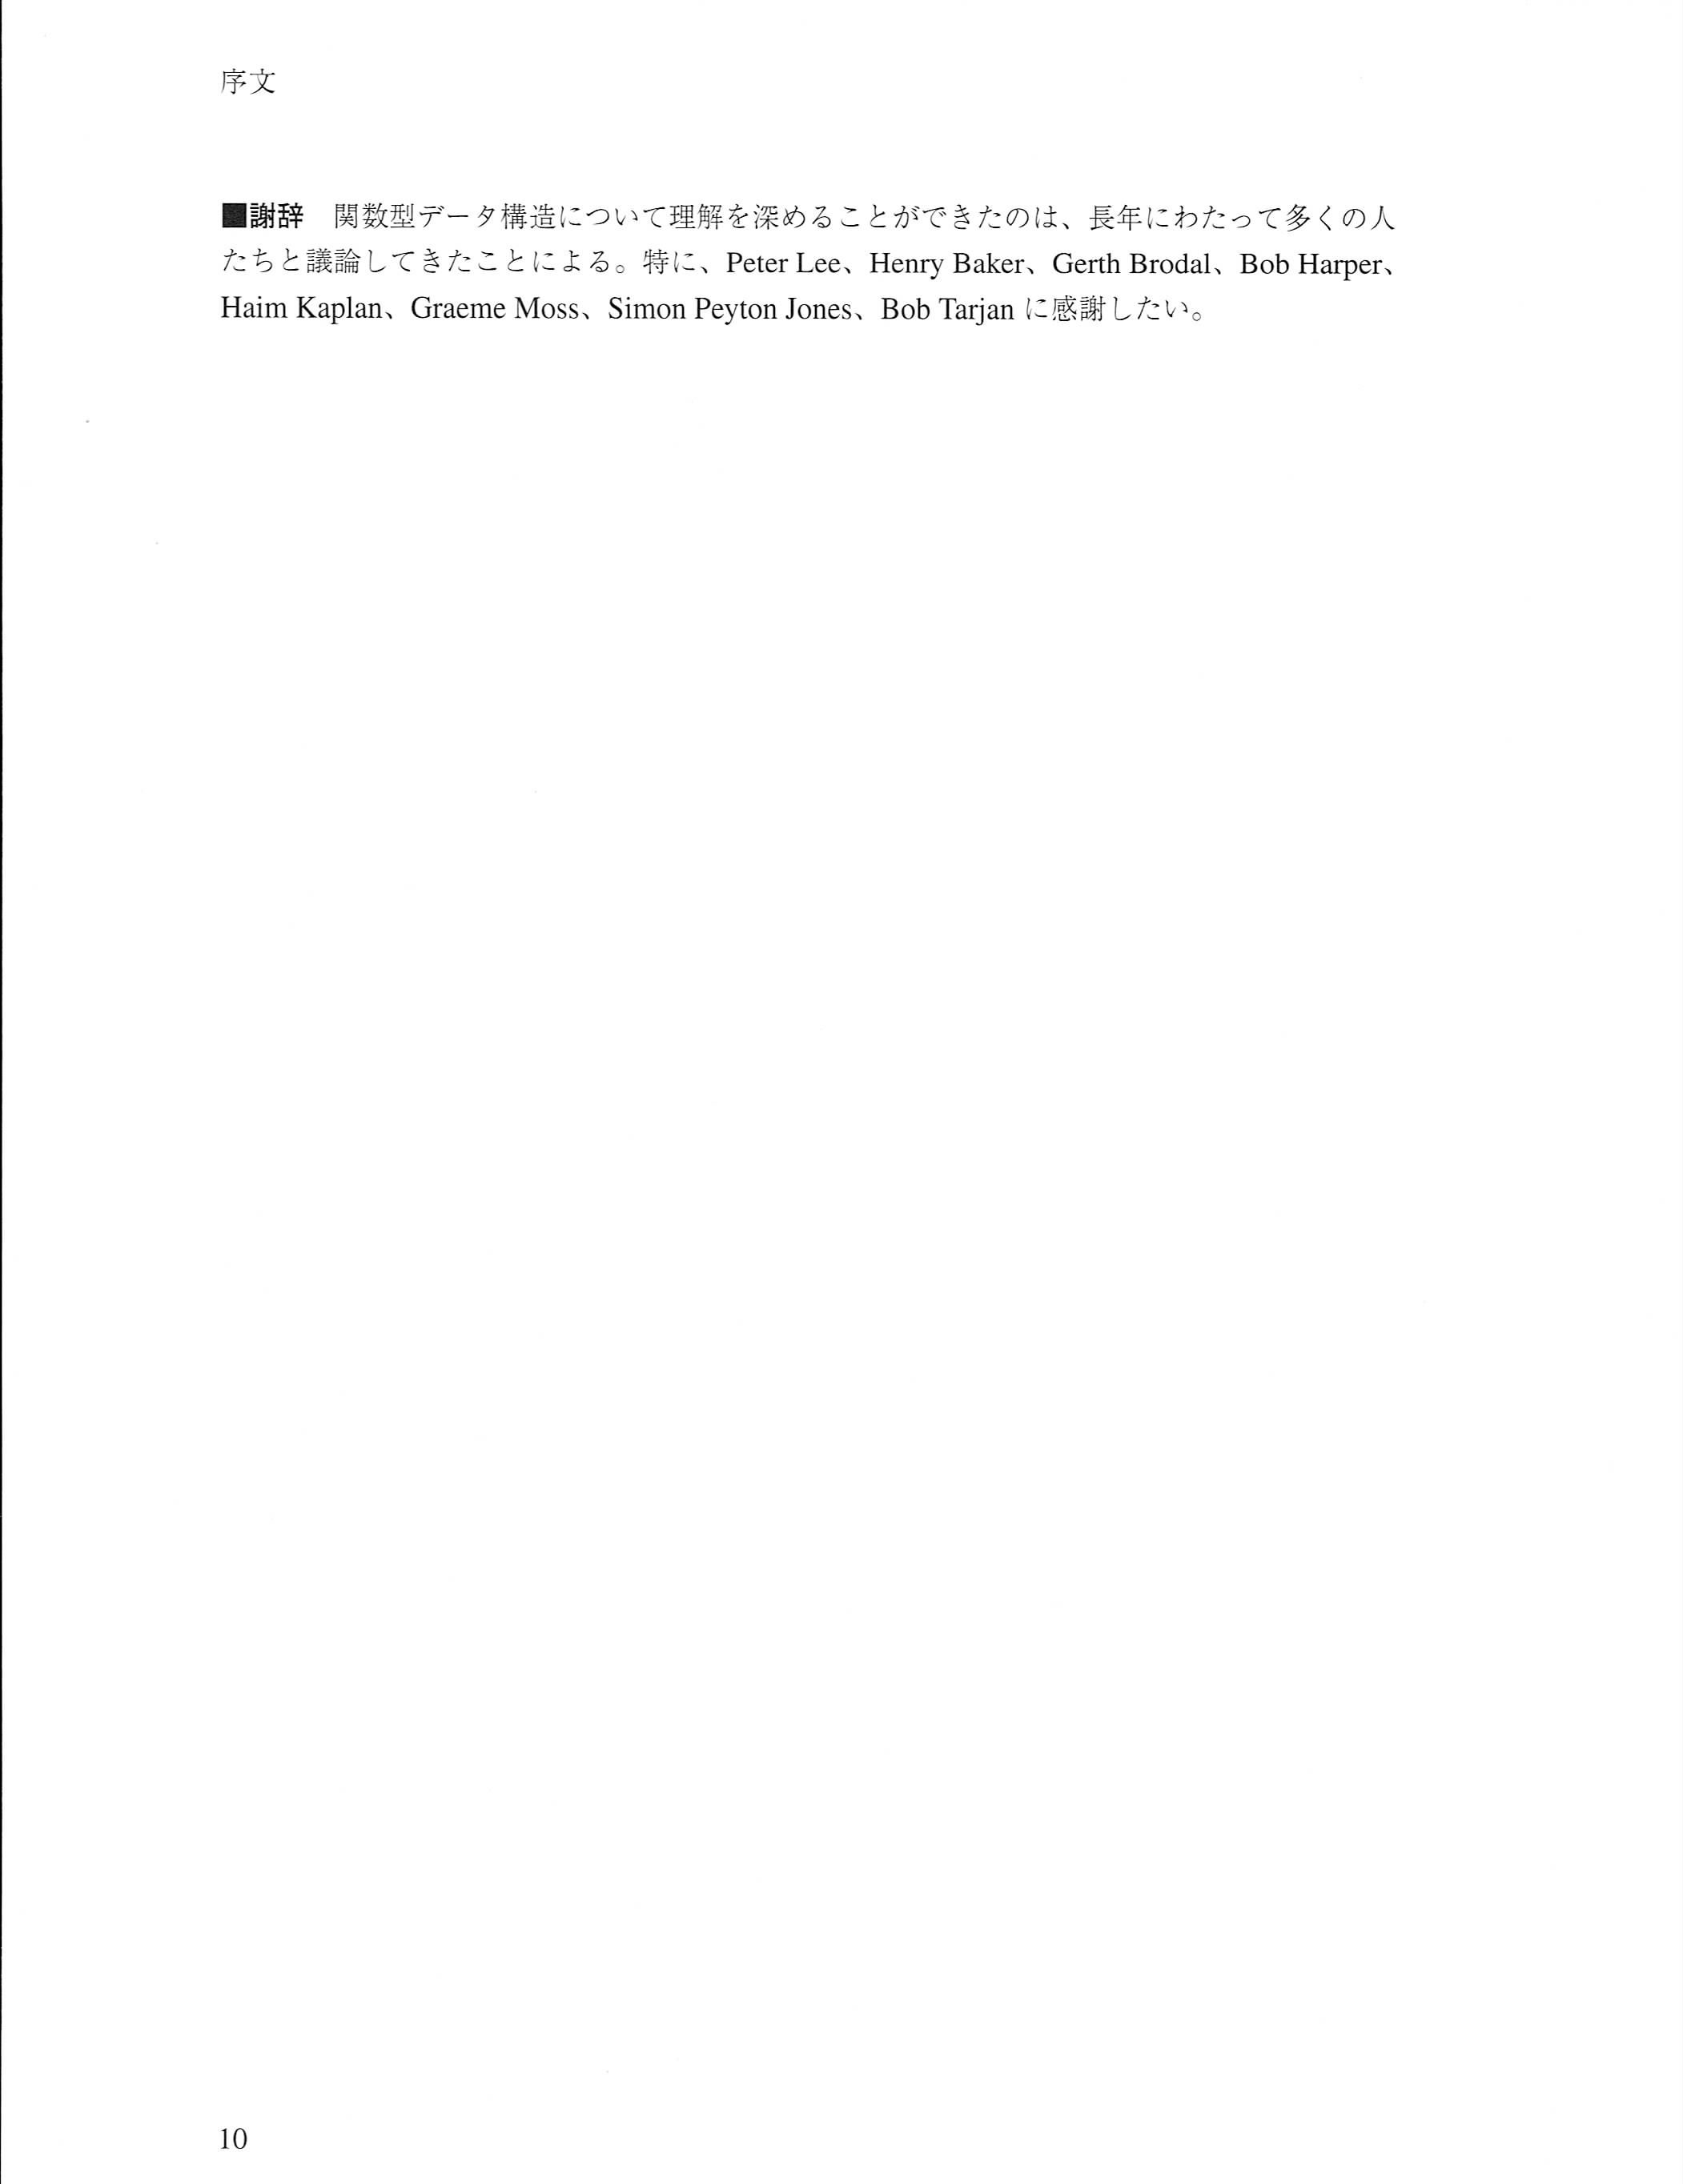 序文
■謝辞　関数型データ構造について理解を深めることができたのは、長年にわたって多くの人
たちと議論してきたことによる。特に、Peter Lee、Henry Baker、Gerth Brodal、Bob Harper、
Haim Kaplan、Graeme Moss、Simon Peyton Jones、Bob Tarjan に感謝したい。
10